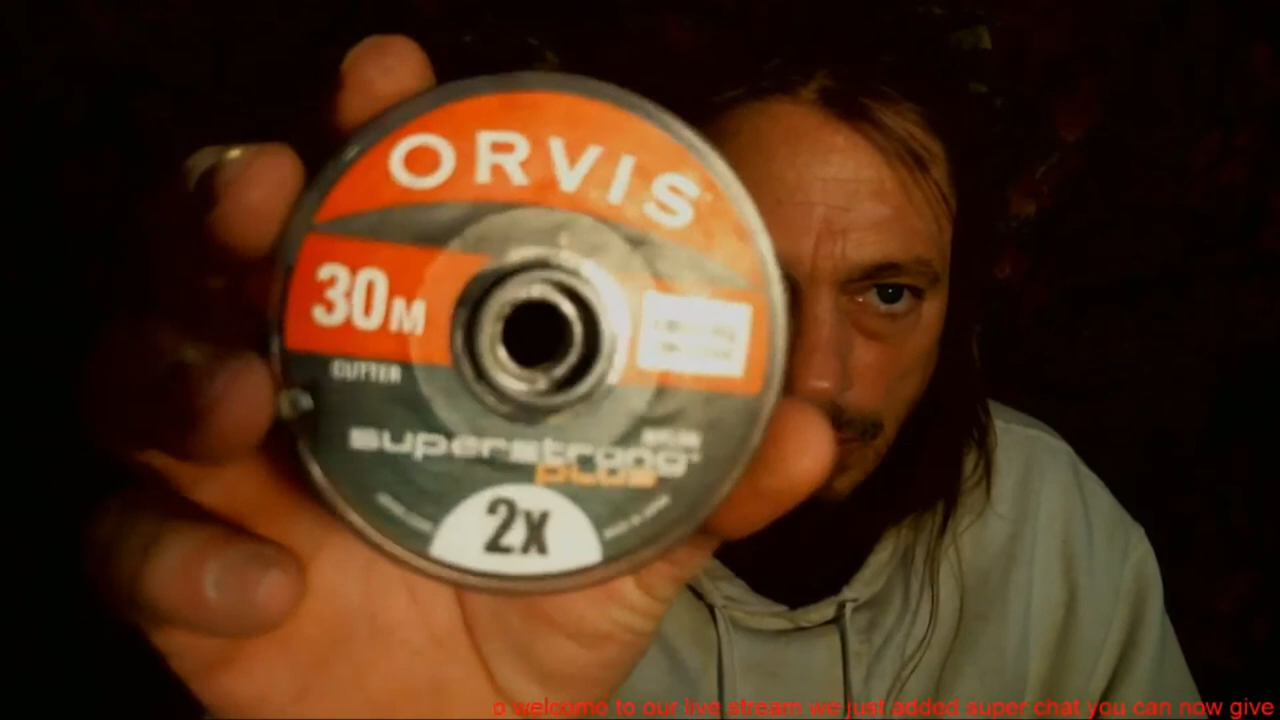 ORVIS
30M
CUTTER
superstrong
plus
2X
o welcome to our live stream we just added super chat you can now give